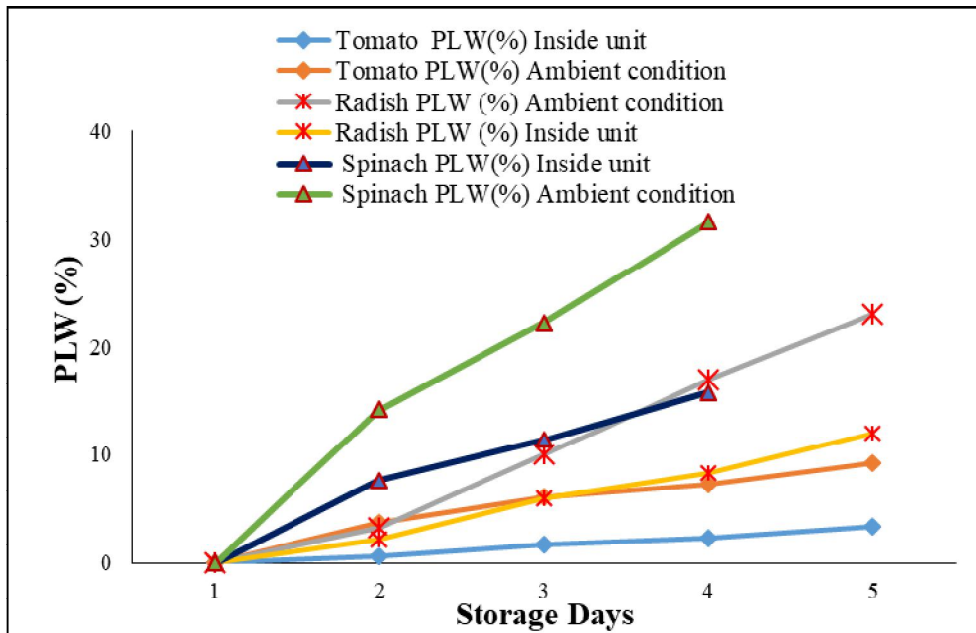 Tomato PLW(%) Inside unit
Tomato PLW(%) Ambient condition
Radish PLW (%) Ambient condition
Radish PLW (%) Inside unit
Spinach PLW(%) Inside unit
Spinach PLW(%) Ambient condition
40
30
20
10
0
PLW (%)
1 2 3 4 5
Storage Days